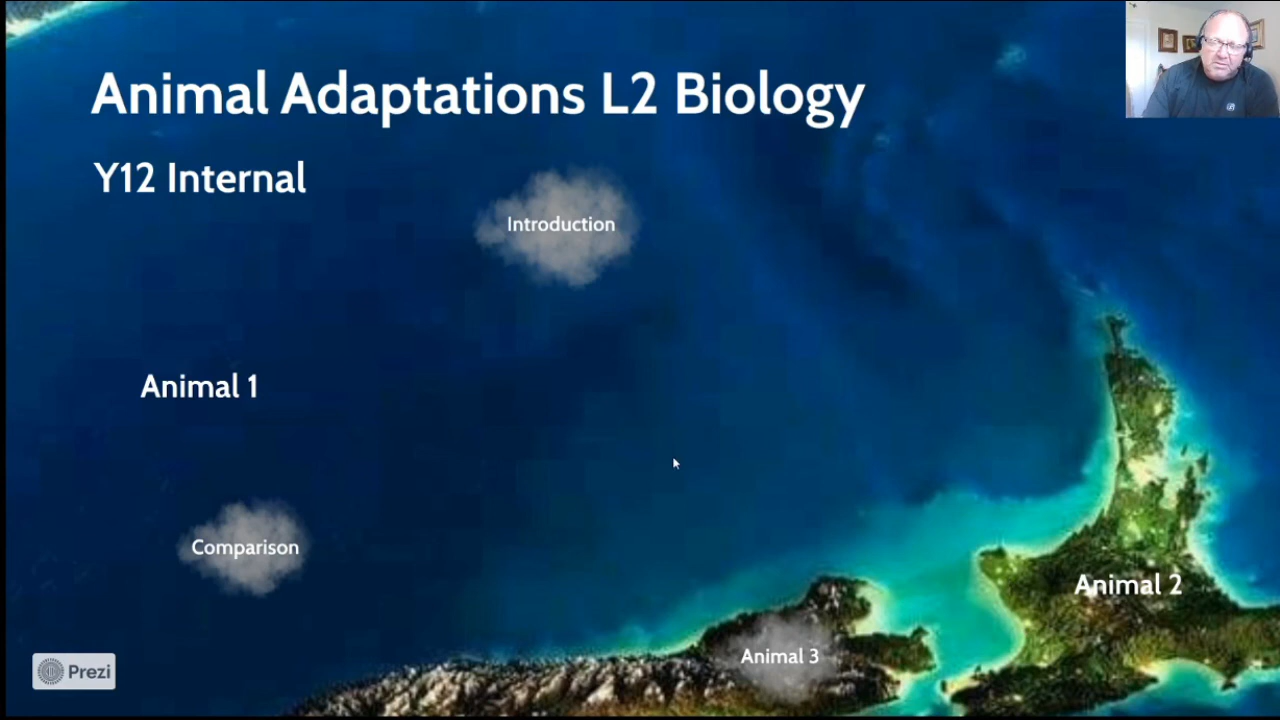 Animal Adaptations L2 Biology
Y12 Internal
Introduction
Animal 1
Comparison
Animal 2
Animal 3
Prezi